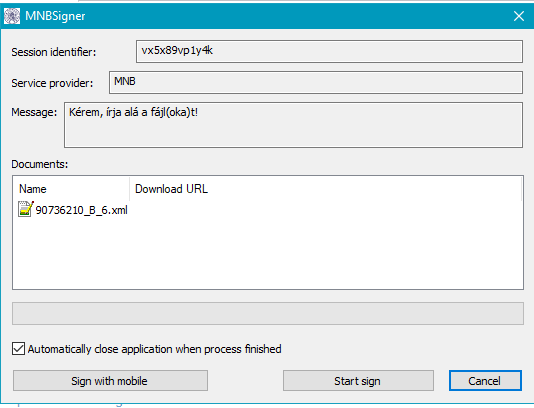 MNBSigner
Session identifier: vx5x89vp1y4k
Service provider: MNB
Message: Kérem, írja alá a fájl(oka)t!
Documents:
Name Download URL
90736210_B_6.xml
Automatically close application when process finished
Sign with mobile Start sign Cancel